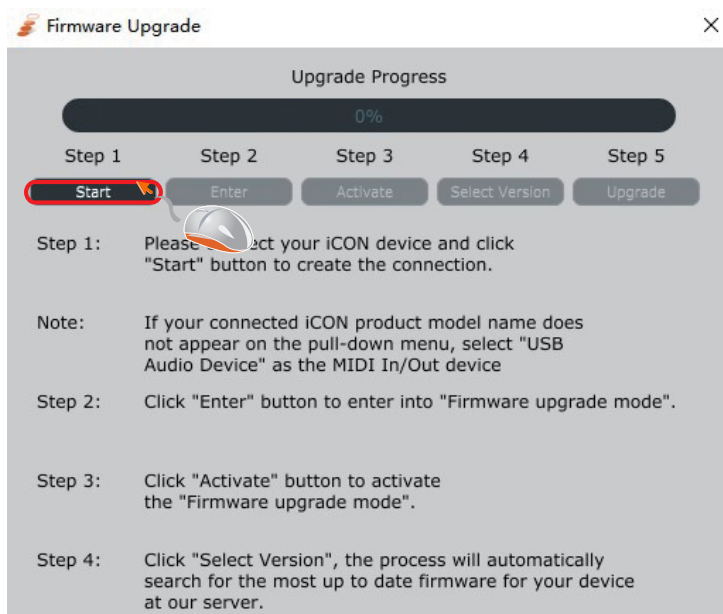 Firmware Upgrade
Upgrade Progress
0%
Step 1 Step 2 Step 3 Step 4 Step 5
Start Enter Activate Select Version Upgrade
Step 1: Please ect your iCON device and click
"Start" button to create the connection.
Note: If your connected iCON product model name does
not appear on the pull-down menu, select "USB
Audio Device" as the MIDI In/Out device
Step 2: Click "Enter" button to enter into "Firmware upgrade mode".
Step 3: Click "Activate" button to activate
the "Firmware upgrade mode".
Step 4: Click "Select Version", the process will automatically
search for the most up to date firmware for your device
at our server.